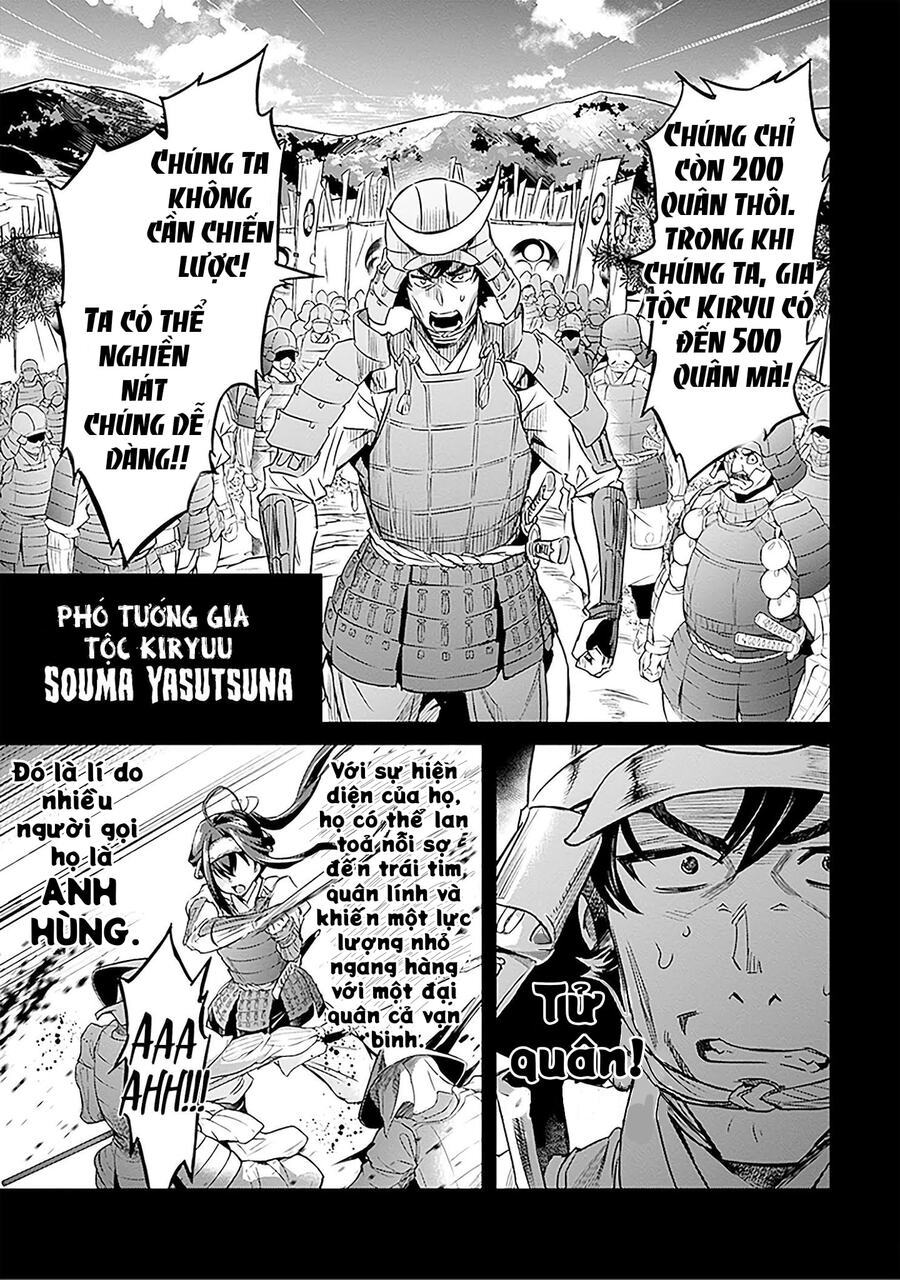 CHÚNG CHỈ
CÒN 200
QUÂN THÔI.
TRONG KHI
CHÚNG TA, GIA
TỘC KIRYU CÓ
ĐẾN 500
QUÂN MÀ!
CHÚNG TA
KHÔNG
CẦN CHIẾN
LƯỢC!
TA CÓ THỂ
NGHIỀN
NÁT
CHÚNG DỄ
DÀNG!!
PHÓ TƯỚNG GIA
TỘC KIRYUU
SOUMA YASUTSUNA
Tử
quân!
Với sự hiện
diện của họ,
họ có thể lan
toả nỗi sợ
đến trái tim,
quân lính và
khiến một lực
lượng nhỏ
ngang hàng
với một đại
quân cả vạn
binh.
AAA
AHH!!!
Đó là lí do
nhiều
người gọi
họ là
ANH
HÙNG.